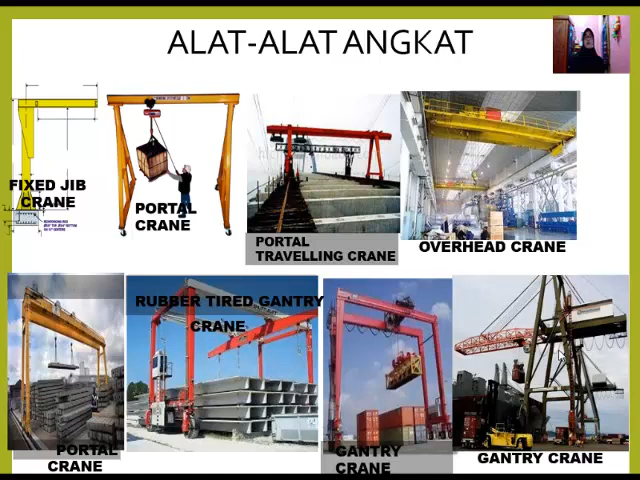 ALAT-ALAT ANGKAT
FIXED JIB
CRANE
PORTAL
CRANE
PORTAL
TRAVELLING CRANE
OVERHEAD CRANE
PORTAL
CRANE
RUBBER TIRED GANTRY
CRANE
GANTRY
CRANE
GANTRY CRANE